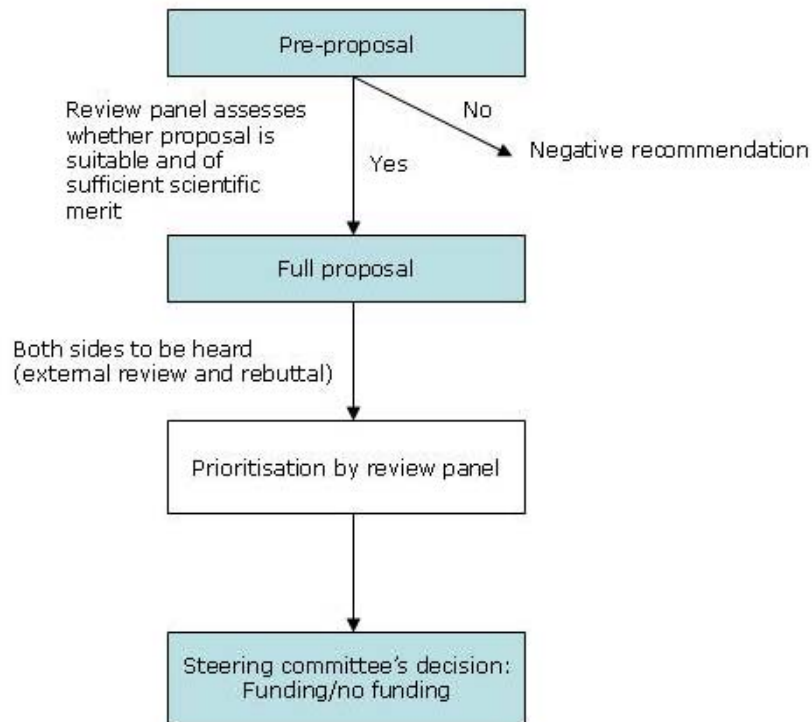 Pre-proposal
Review panel assesses
whether proposal is
suitable and of
sufficient scientific
merit
No
Yes
Negative recommendation
Full proposal
Both sides to be heard
(external review and rebuttal)
Prioritisation by review panel
Steering committee's decision:
Funding/no funding